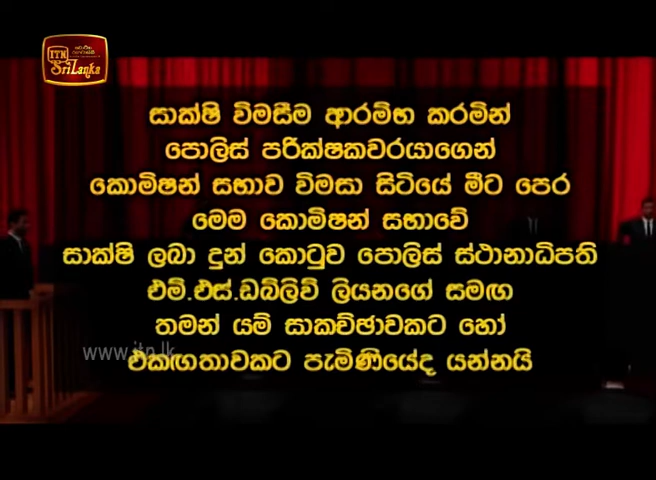 ITN
Sri Lanka
සාක්ෂි විමසීම ආරම්භ කරමින්
පොලිස් පරික්ෂකවරයාගෙන්
කොමිෂන් සභාව විමසා සිටියේ මීට පෙර
මෙම කොමිෂන් සභාවේ
සාක්ෂි ලබා දුන් කොටුව පොලිස් ස්ථානාධිපති
එම්.එස්.ඩබ්ලිව් ලියනගේ සමඟ
තමන් යම් සාකච්ඡාවකට හෝ
www.itn.lk
එකඟතාවකට පැමිණියේද යන්නයි